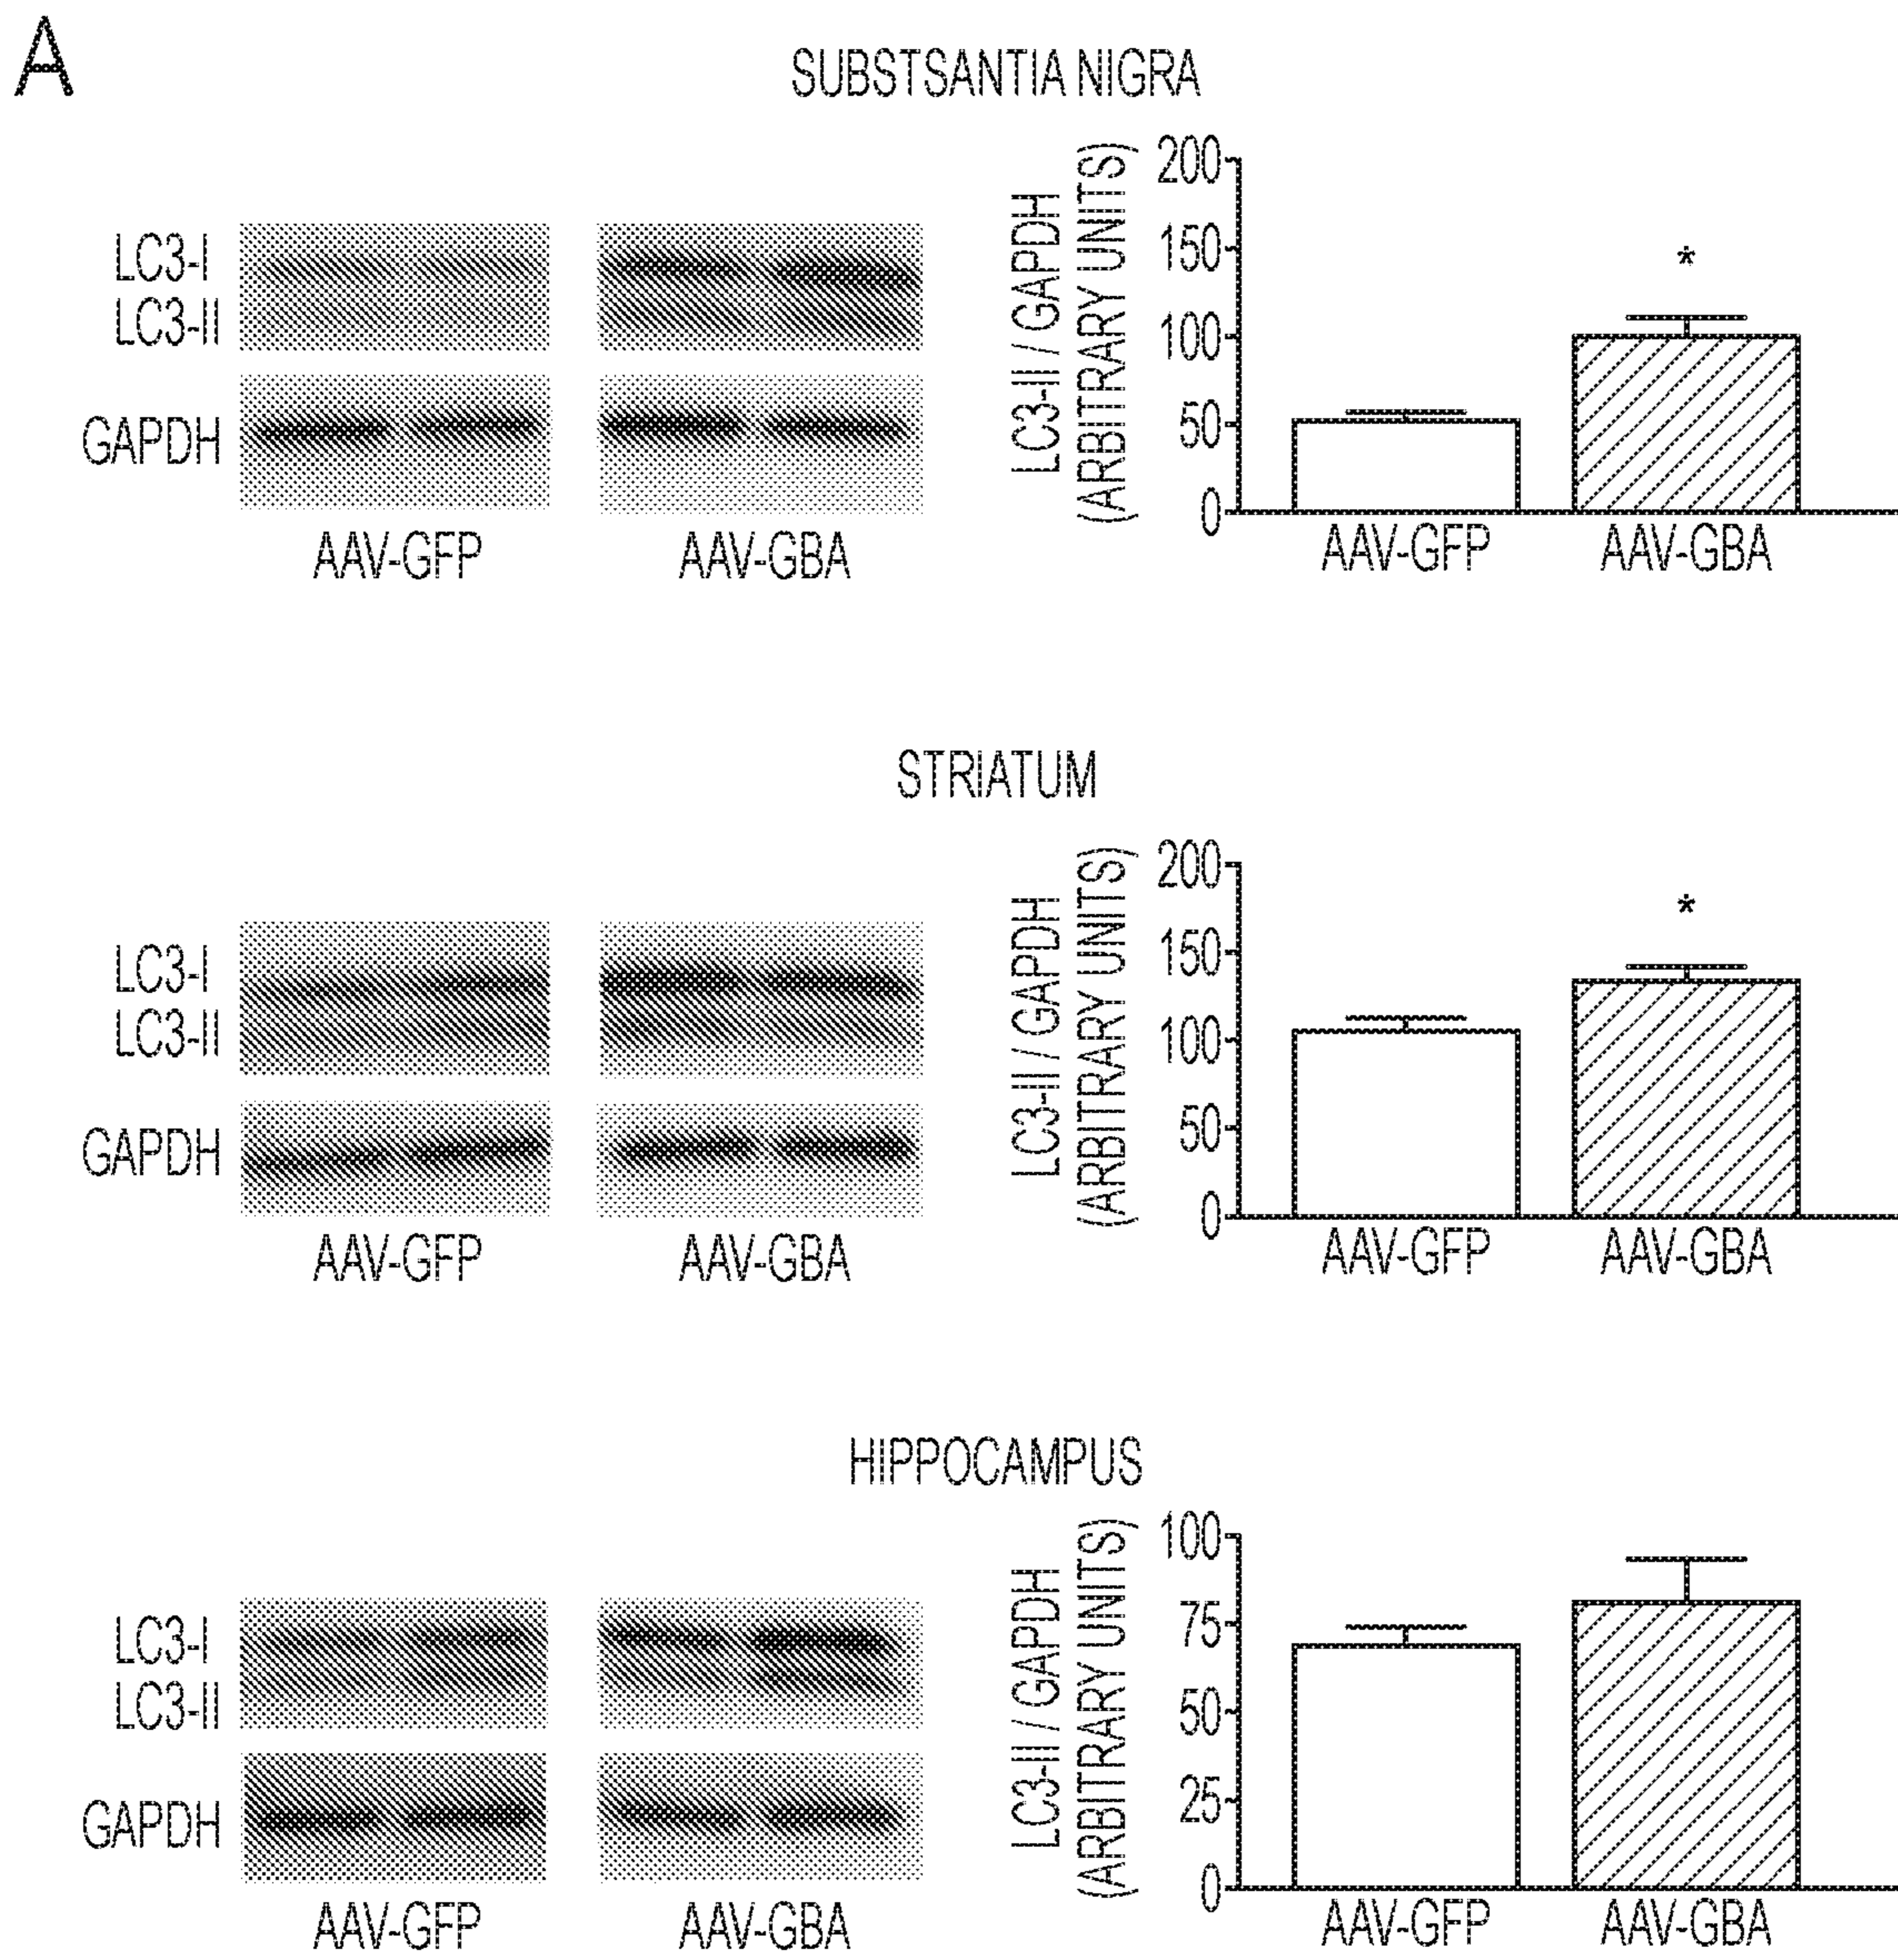 A
SUBSTSANTIA NIGRA
LC3-I
LC3-II
GAPDH
AAV-GFP
AAV-GBA
LC3-II / GAPDH
(ARBITRARY UNITS)
200
150
100
50
0
*
AAV-GFP
AAV-GBA
STRIATUM
LC3-I
LC3-II
GAPDH
AAV-GFP
AAV-GBA
LC3-II / GAPDH
(ARBITRARY UNITS)
200
150
100
50
0
*
AAV-GFP
AAV-GBA
HIPPOCAMPUS
LC3-I
LC3-II
GAPDH
AAV-GFP
AAV-GBA
LC3-II / GAPDH
(ARBITRARY UNITS)
100
75
50
25
0
AAV-GFP
AAV-GBA